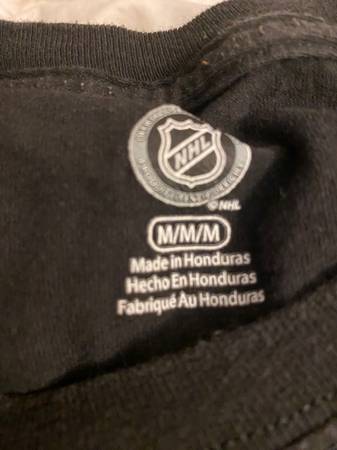 NHL
©NHL
M/M/M
Made in Honduras
Hecho En Honduras
Fabriqué Au Honduras